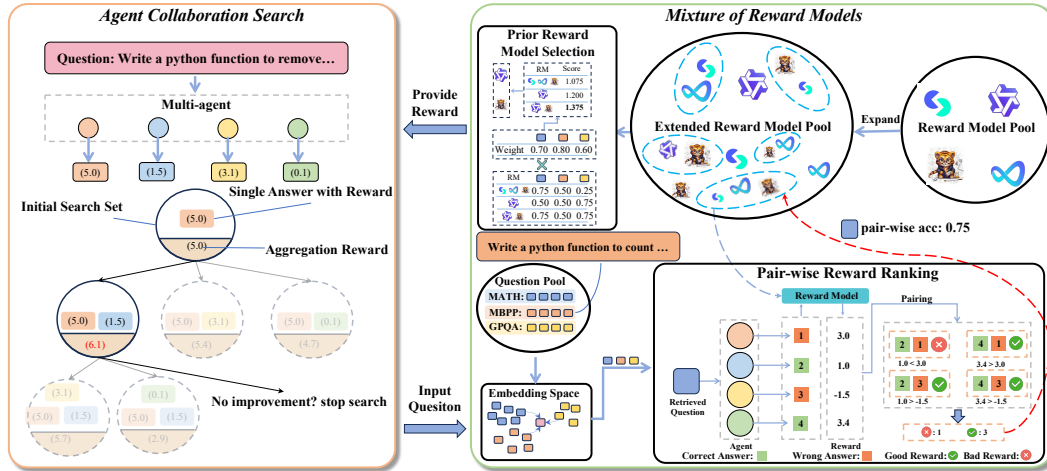 Agent Collaboration Search
Question: Write a python function to remove…
Multi-agent
(5.0) (1.5) (3.1) (0.1)
Single Answer with Reward
Initial Search Set
(5.0)
(5.0)
Aggregation Reward
(5.0) (1.5)
(6.1)
(5.0) (3.1)
(5.4)
(5.0) (0.1)
(4.7)
No improvement? stop search
(3.1)
(5.0) (1.5)
(5.7)
(0.1)
(5.0) (1.5)
(2.9)
Provide
Reward
Input
Quesiton
Mixture of Reward Models
Prior Reward
Model Selection
RM Score
1.075
1.200
1.375
Weight 0.70 0.80 0.60
RM
0.75 0.50 0.25
0.50 0.50 0.50
0.75 0.50 0.75
Extended Reward Model Pool
Expand
Reward Model Pool
pair-wise acc: 0.75
Write a python function to count …
Question Pool
MATH:
MBPP:
GPQA:
Embedding Space
Pair-wise Reward Ranking
Reward Model
Pairing
Retrieved
Question
1 3.0
2 1.0
3 -1.5
4 3.4
Agent Reward
2 1
1.0 < 3.0
4 1
3.4 > 3.0
2 3
1.0 > -1.5
4 3
3.4 > -1.5
: 1 : 3
Correct Answer: Wrong Answer: Good Reward: Bad Reward: